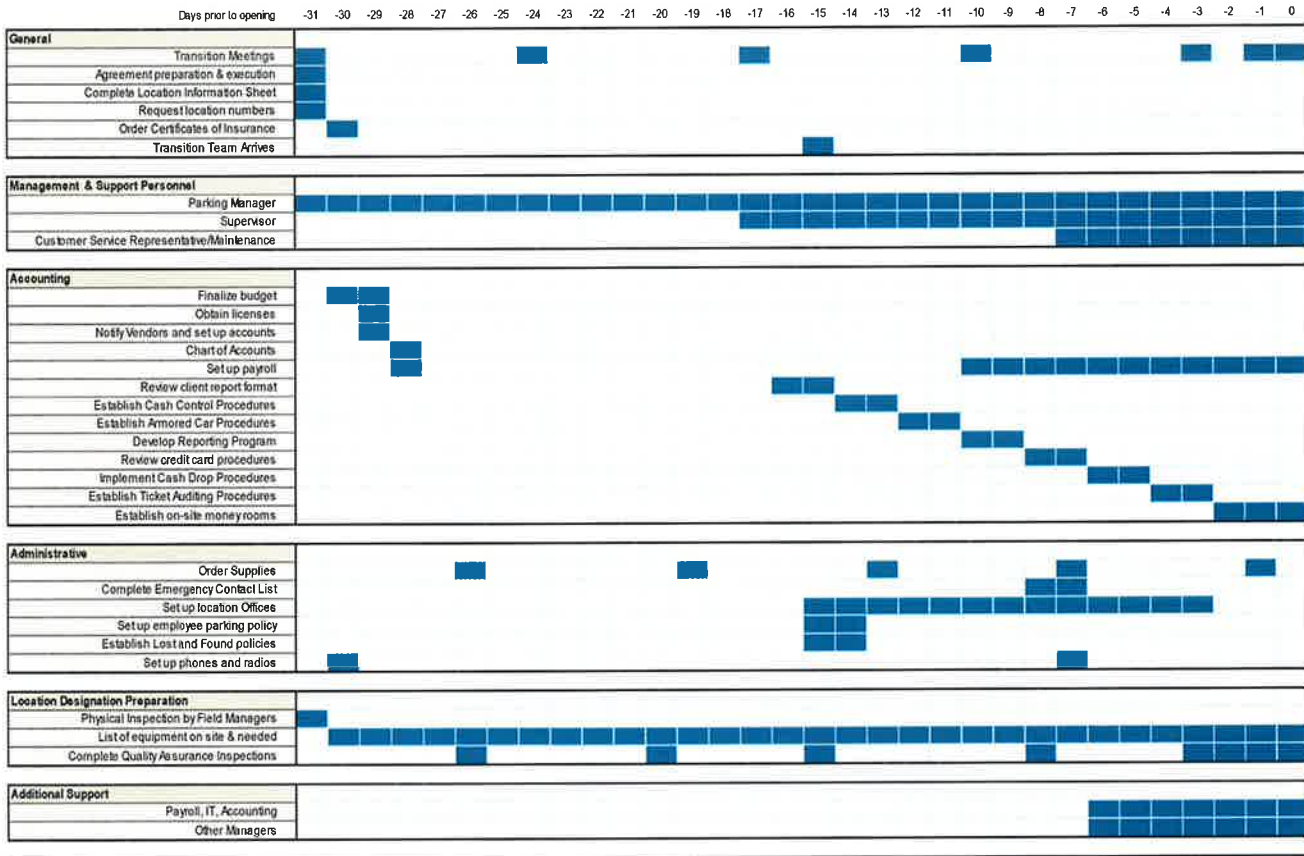 Days prior to opening -31 -30 -29 -28 -27 -26 -25 -24 -23 -22 -21 -20 -19 -18 -17 -16 -15 -14 -13 -12 -11 -10 -9 -8 -7 -6 -5 -4 -3 -2 -1 0
General
Transition Meetings
Agreement preparation & execution
Complete Location Information Sheet
Request location numbers
Order Certificates of Insurance
Transition Team Arrives
Management & Support Personnel
Parking Manager
Supervisor
Customer Service Representative/Maintenance
Accounting
Finalize budget
Obtain licenses
Notify Vendors and set up accounts
Chart of Accounts
Set up payroll
Review client report format
Establish Cash Control Procedures
Establish Armored Car Procedures
Develop Reporting Program
Review credit card procedures
Implement Cash Drop Procedures
Establish Ticket Auditing Procedures
Establish on-site money rooms
Administrative
Order Supplies
Complete Emergency Contact List
Set up location Offices
Set up employee parking policy
Establish Lost and Found policies
Set up phones and radios
Location Designation Preparation
Physical Inspection by Field Managers
List of equipment on site & needed
Complete Quality Assurance Inspections
Additional Support
Payroll, IT, Accounting
Other Managers